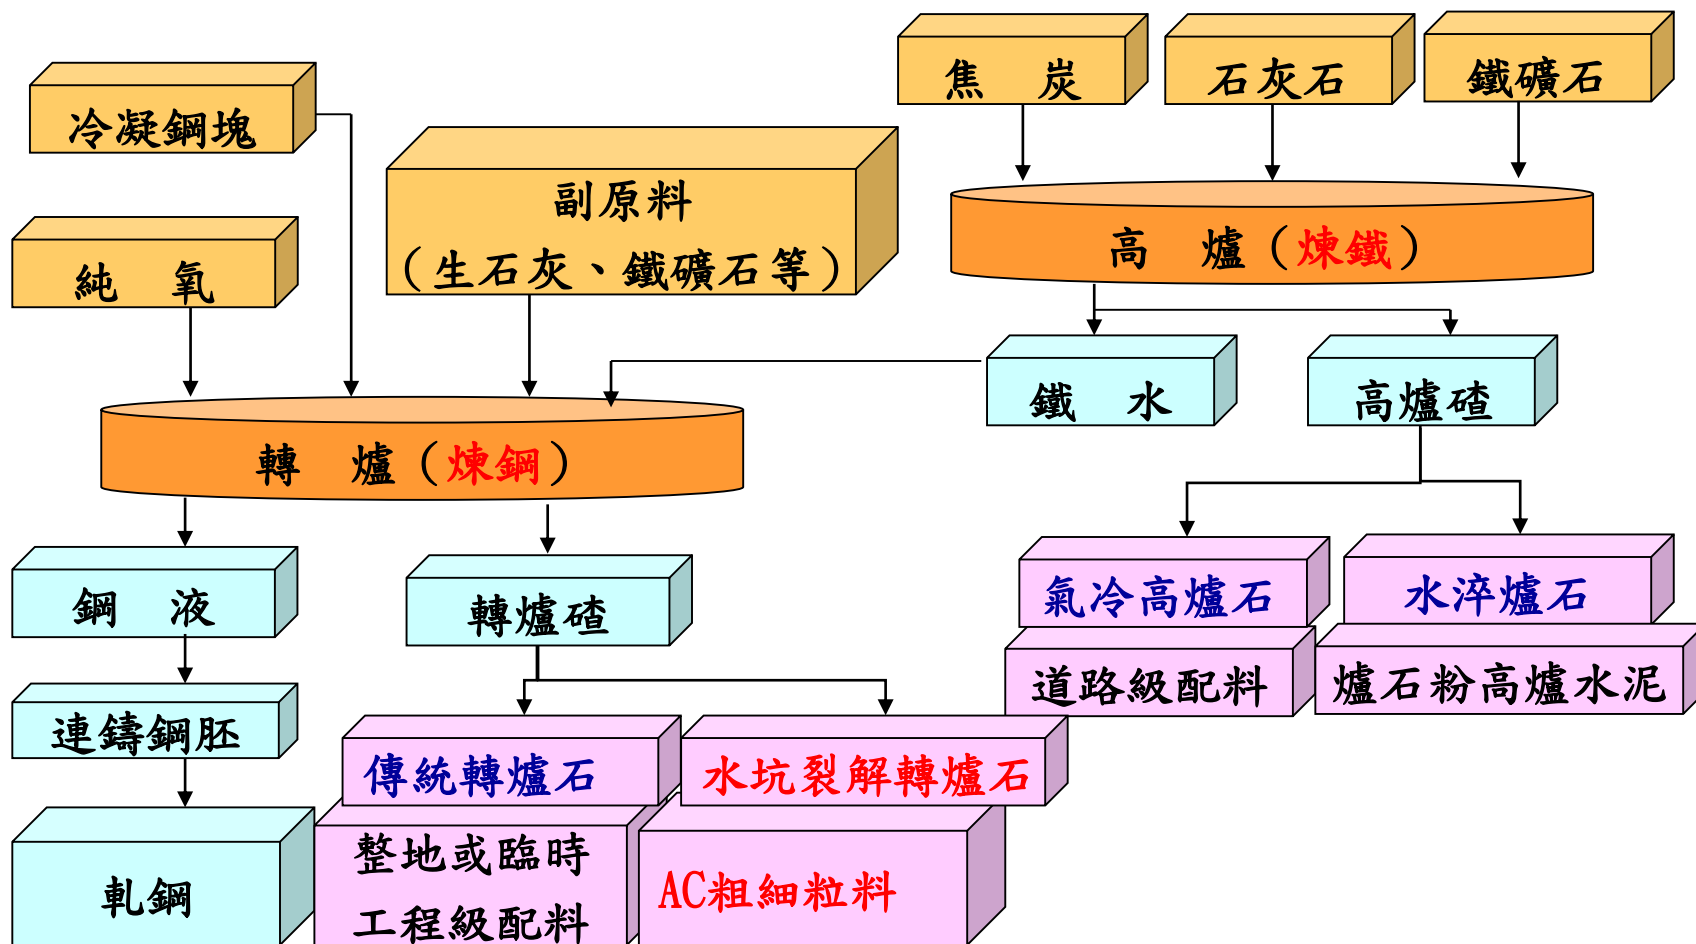 焦　炭
石灰石
鐵礦石
冷凝鋼塊
副原料
（生石灰、鐵礦石等）
純　氧
高　爐（煉鐵）
鐵　水
高爐碴
轉　爐（煉鋼）
鋼　液
轉爐碴
氣冷高爐石
水淬爐石
道路級配料
爐石粉高爐水泥
連鑄鋼胚
傳統轉爐石
水坑裂解轉爐石
軋鋼
整地或臨時
工程級配料
AC粗細粒料